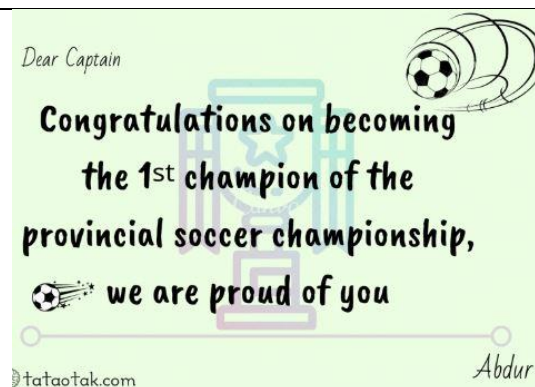 Dear Captain
Congratulations on becoming
the 1st champion of the
provincial soccer championship,
we are proud of you
Abdur
tataotak.com